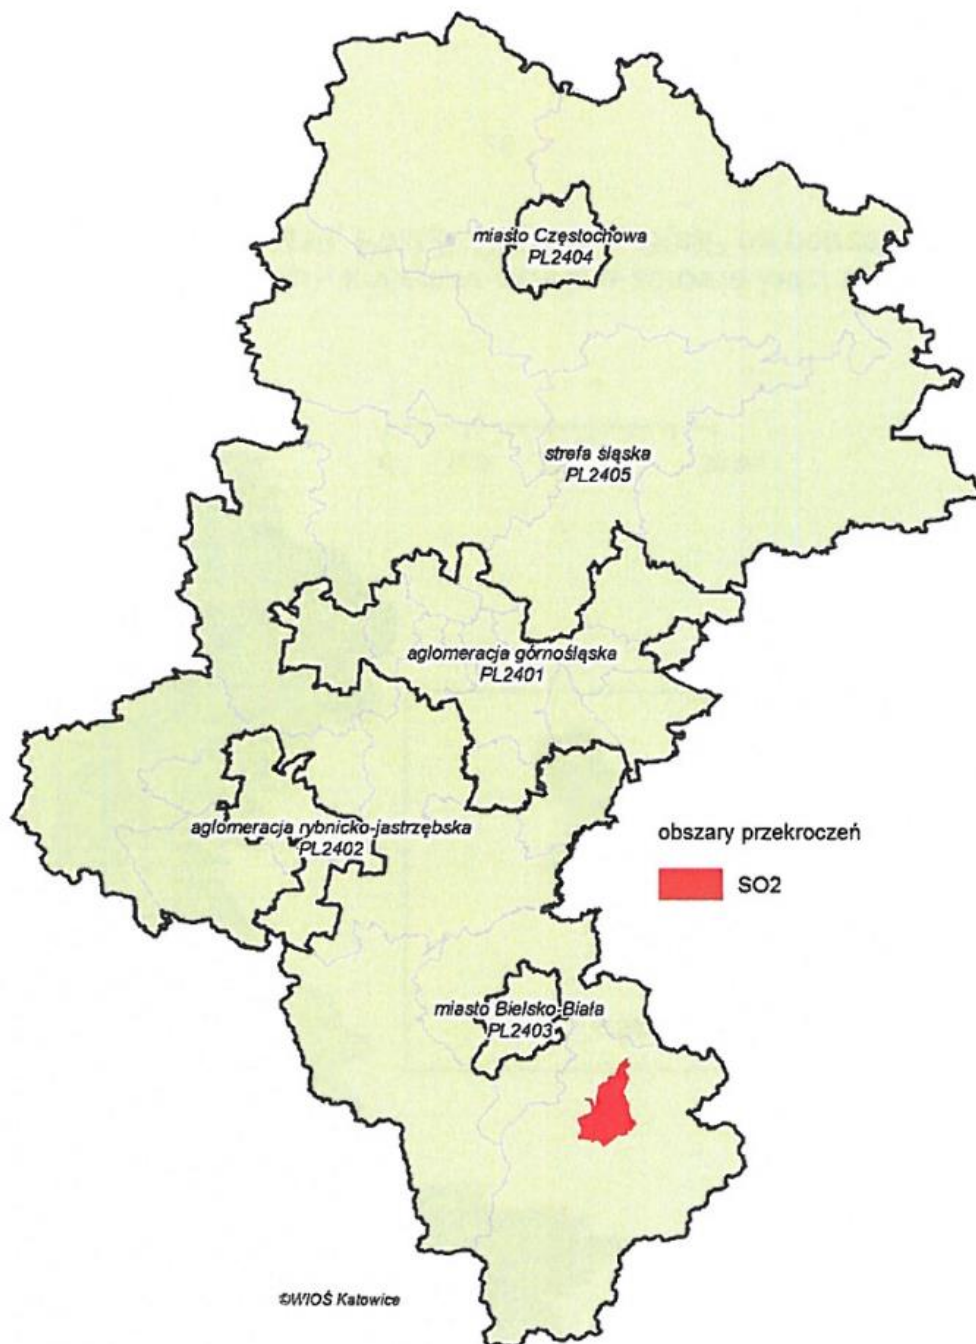 miasto Częstochowa
PL2404
strefa śląska
PL2405
aglomeracja górnośląska
PL2401
aglomeracja rybnicko-jastrzębska
PL2402
obszary przekroczeń
SO2
miasto Bielsko-Biała
PL2403
©WIOŚ Katowice